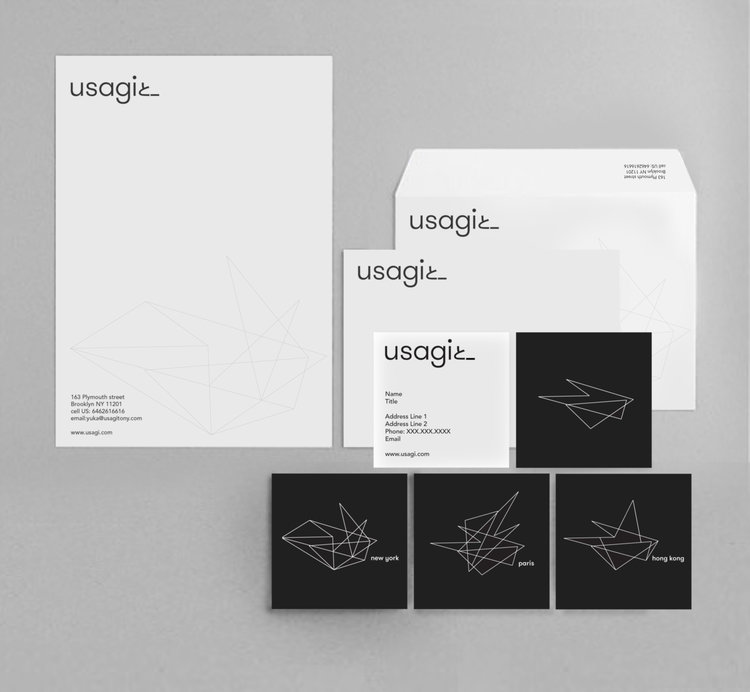 usagiと_
163 Plymouth street
Brooklyn NY 11201
cell US: 6462616616
email:yuka@usagitony.com
www.usagi.com
163 Plymouth street
Brooklyn NY 11201
cell US: 6462616616
usagiと_
usagiと_
usagiと_
Name
Title
Address Line 1
Address Line 2
Phone: XXX.XXX.XXXX
Email
www.usagi.com
new york
paris
hong kong